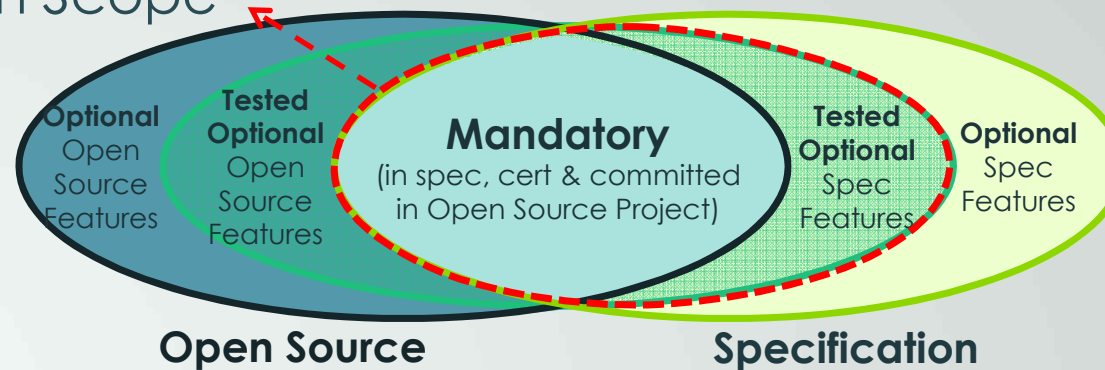 Scope
Optional
Open
Source
Features
Tested
Optional
Open
Source
Features
Mandatory
(in spec, cert & committed
in Open Source Project)
Tested
Optional
Spec
Features
Optional
Spec
Features
Open Source
Specification